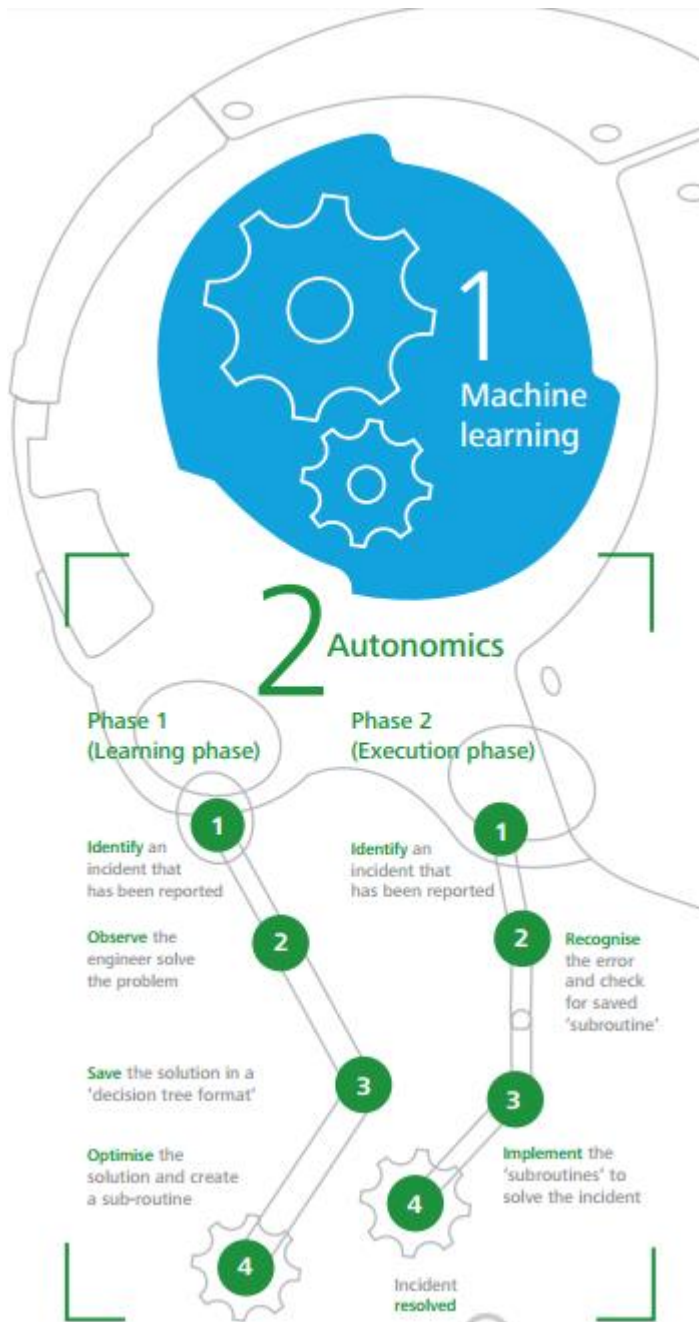 1
Machine
learning
2 Autonomics
Phase 1
(Learning phase)
1
Identify an
incident that
has been reported
2
Observe the
engineer solve
the problem
3
Save the solution in a
'decision tree format'
Optimise the
solution and create
a sub-routine
4
Phase 2
(Execution phase)
1
Identify an
incident that
has been reported
2
Recognise
the error
and check
for saved
'subroutine'
3
Implement the
'subroutines' to
solve the incident
4
Incident
resolved